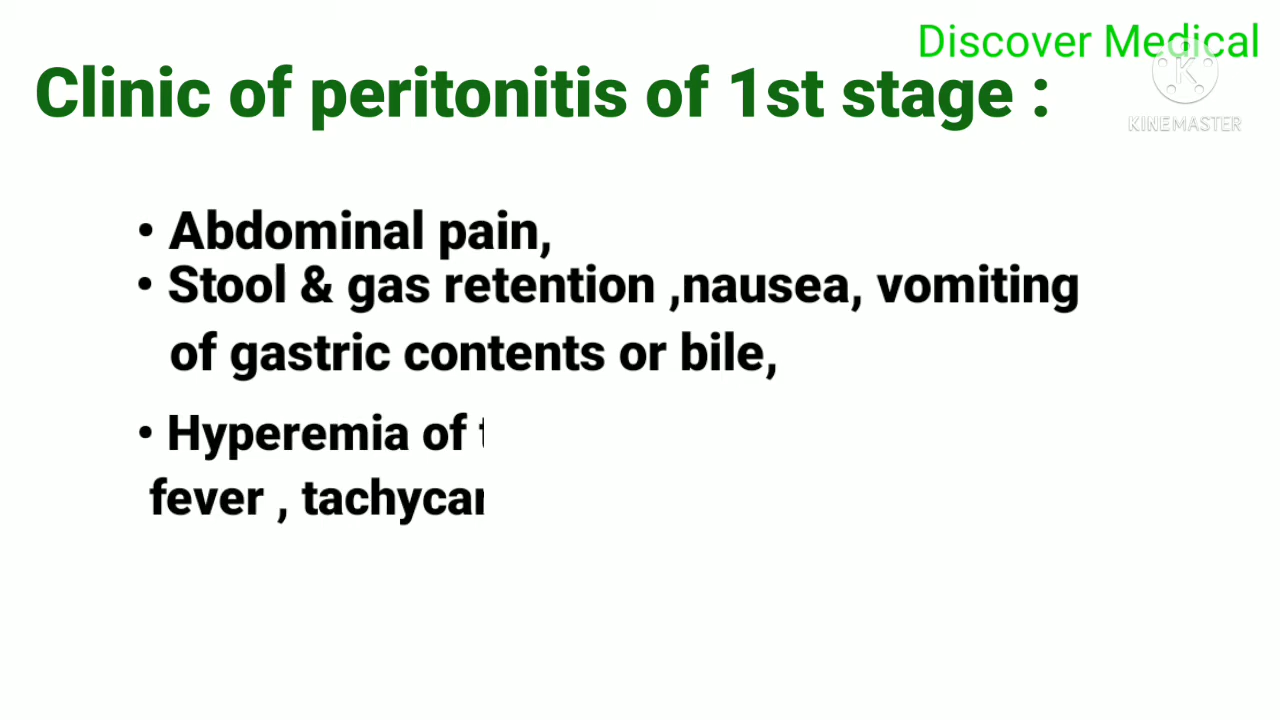 Discover Medical
Clinic of peritonitis of 1st stage :
KINEMASTER
• Abdominal pain,
• Stool & gas retention ,nausea, vomiting
of gastric contents or bile,
• Hyperemia of
fever ,